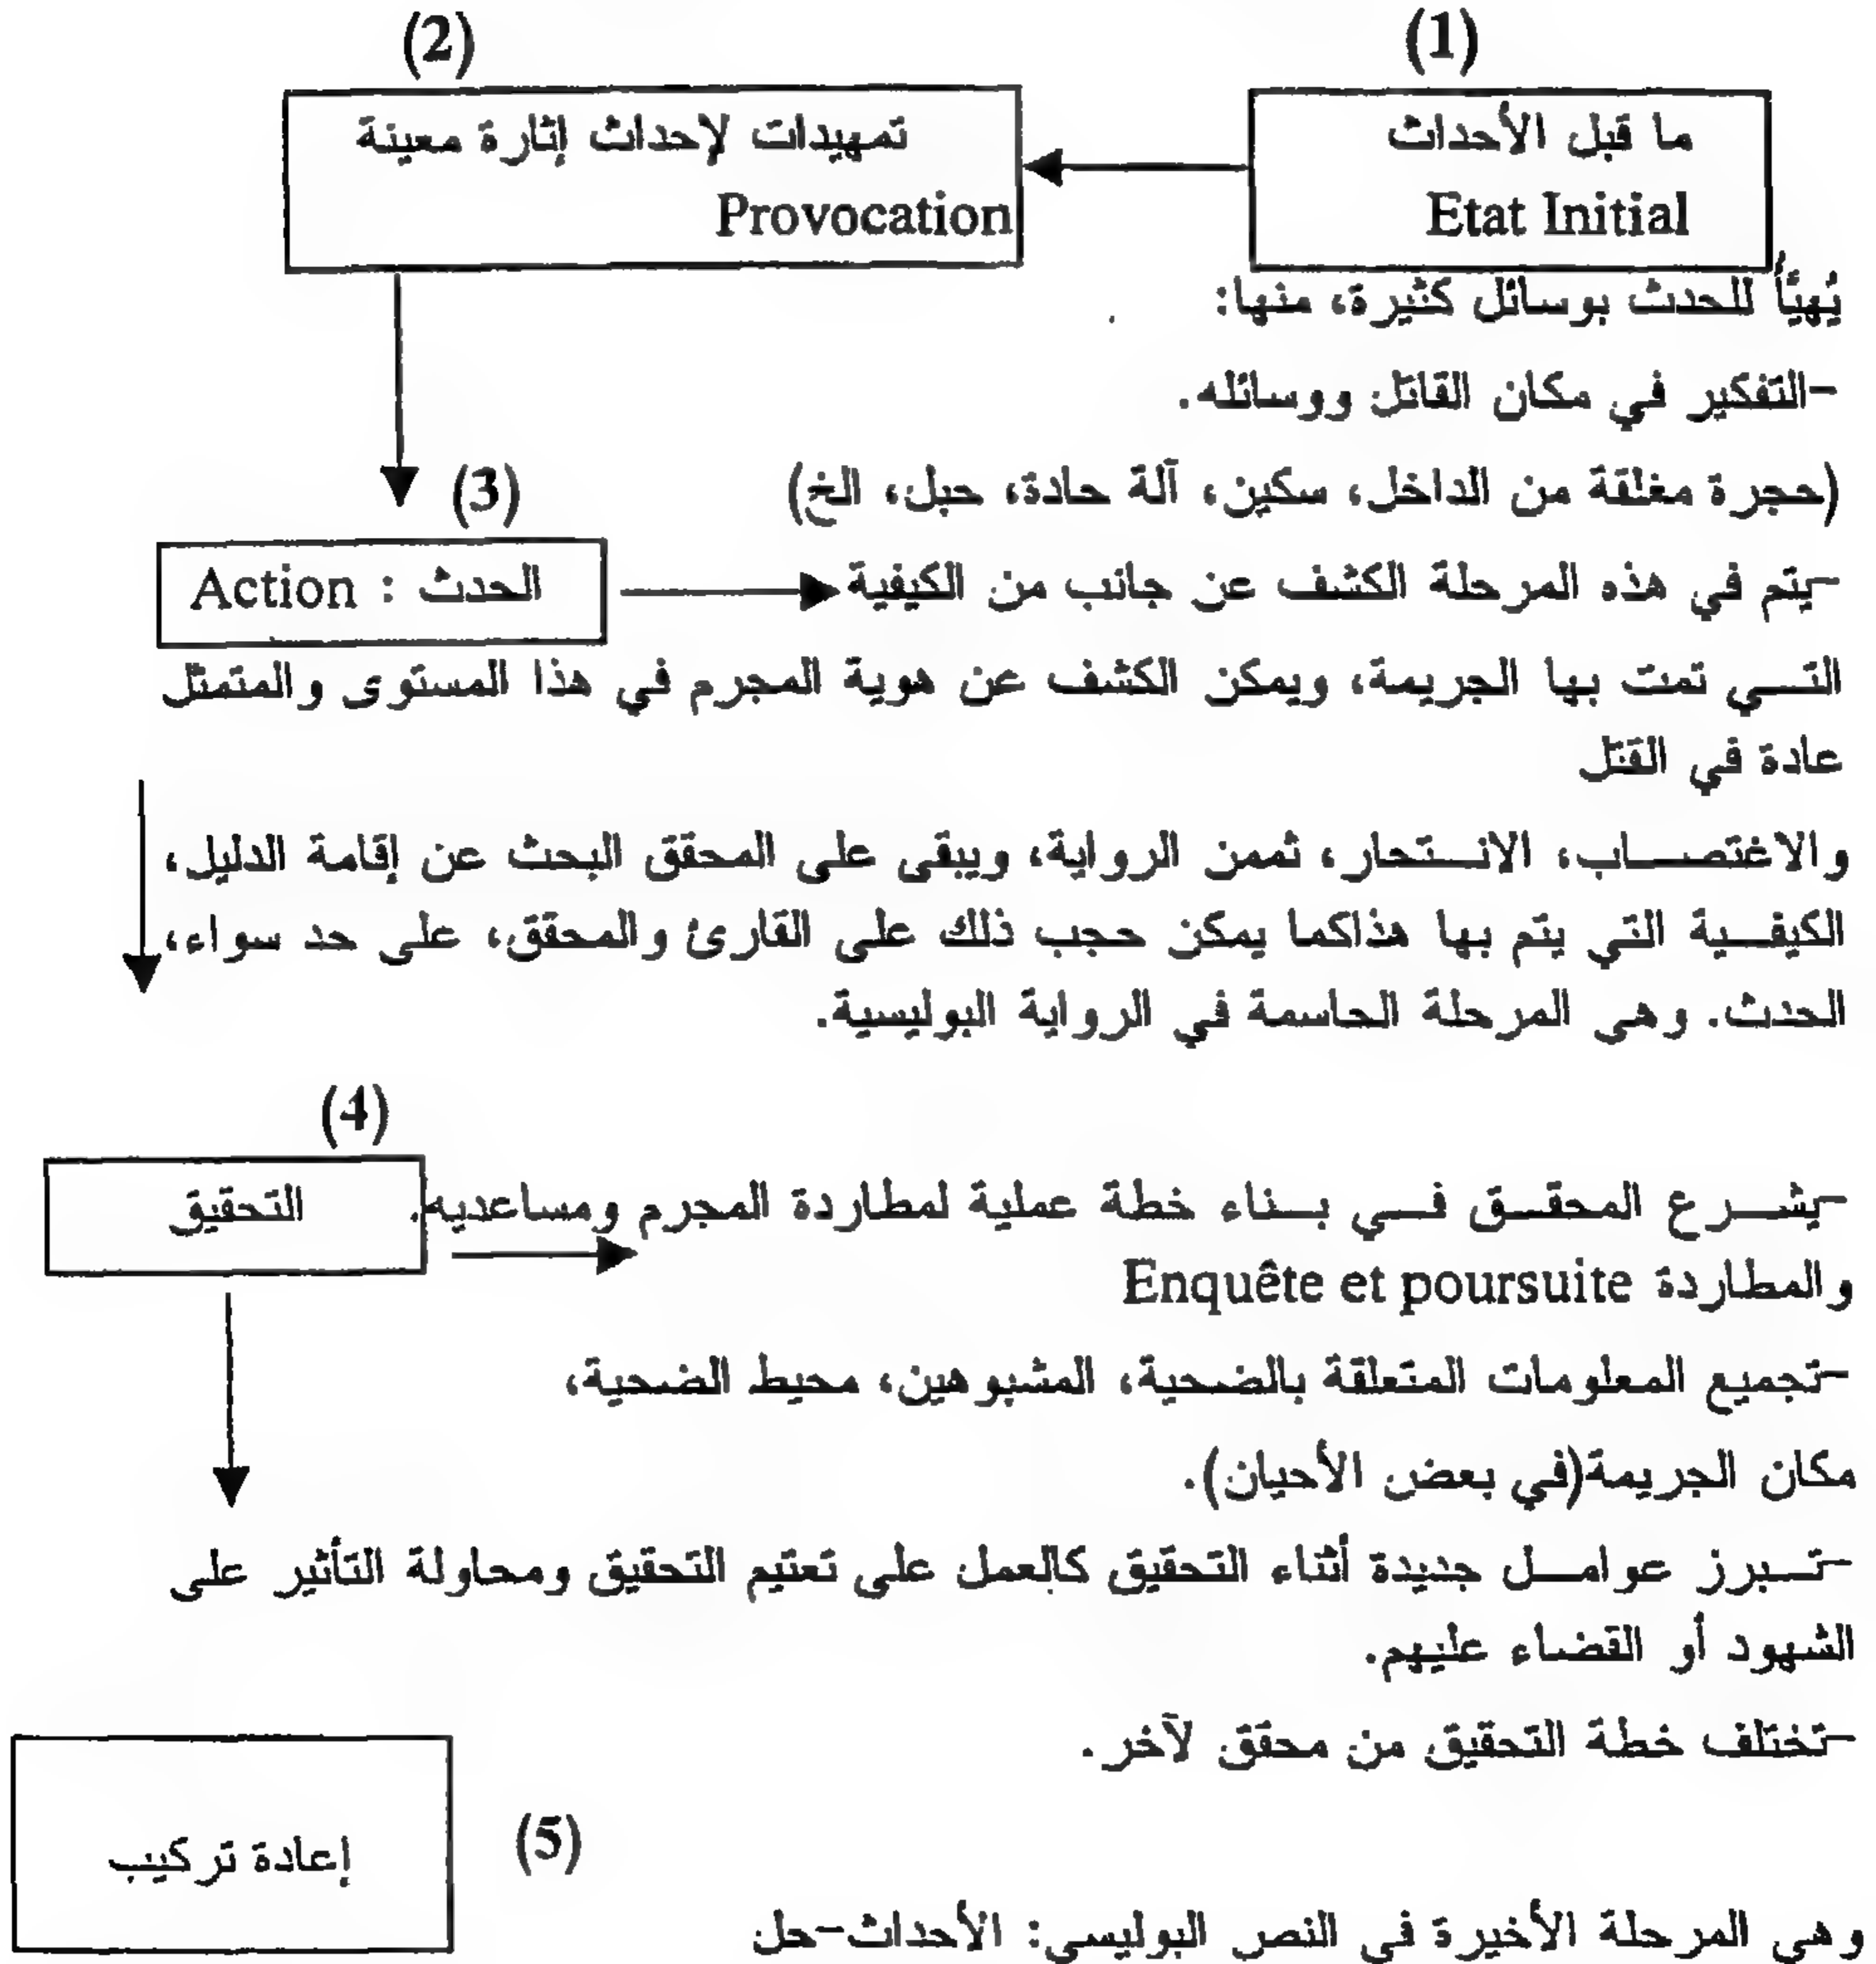 (1)
(2)
ما قبل الأحداث
Etat Initial
تمهيدات لإحداث إثارة معينة
Provocation
يُهيّأ للحدث بوسائل كثيرة، منها:
-التفكير في مكان القاتل ووسائله.
(حجرة مغلقة من الداخل، سكين، آلة حادة، حبل، الخ)
(3)
الحدث : Action
-يتم في هذه المرحلة الكشف عن جانب من الكيفية
التي تمت بها الجريمة، ويمكن الكشف عن هوية المجرم في هذا المستوى والمتمثل
عادة في القتل
والاغتصاب، الانتحار، ثممن الرواية، ويبقى على المحقق البحث عن إقامة الدليل،
الكيفية التي يتم بها هذاكما يمكن حجب ذلك على القارئ والمحقق، على حد سواء،
الحدث. وهي المرحلة الحاسمة في الرواية البوليسية.
(4)
التحقيق
-يشرع المحقق في بناء خطة عملية لمطاردة المجرم ومساعديه.
والمطاردة Enquête et poursuite
-تجميع المعلومات المتعلقة بالضحية، المشبوهين، محيط الضحية،
مكان الجريمة(في بعض الأحيان).
-تبرز عوامل جديدة أثناء التحقيق كالعمل على تعتيم التحقيق ومحاولة التأثير على
الشهود أو القضاء عليهم.
-تختلف خطة التحقيق من محقق لآخر.
(5)
إعادة تركيب
وهي المرحلة الأخيرة في النص البوليسي: الأحداث-حل